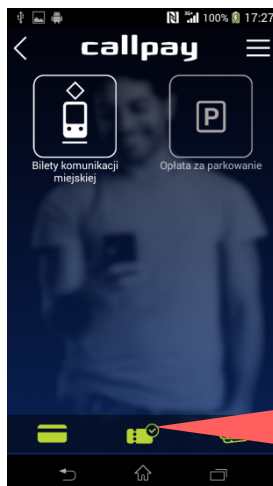 100% 17:27
callpay
P
Bilety komunikacji
miejskiej
Opłata za parkowanie